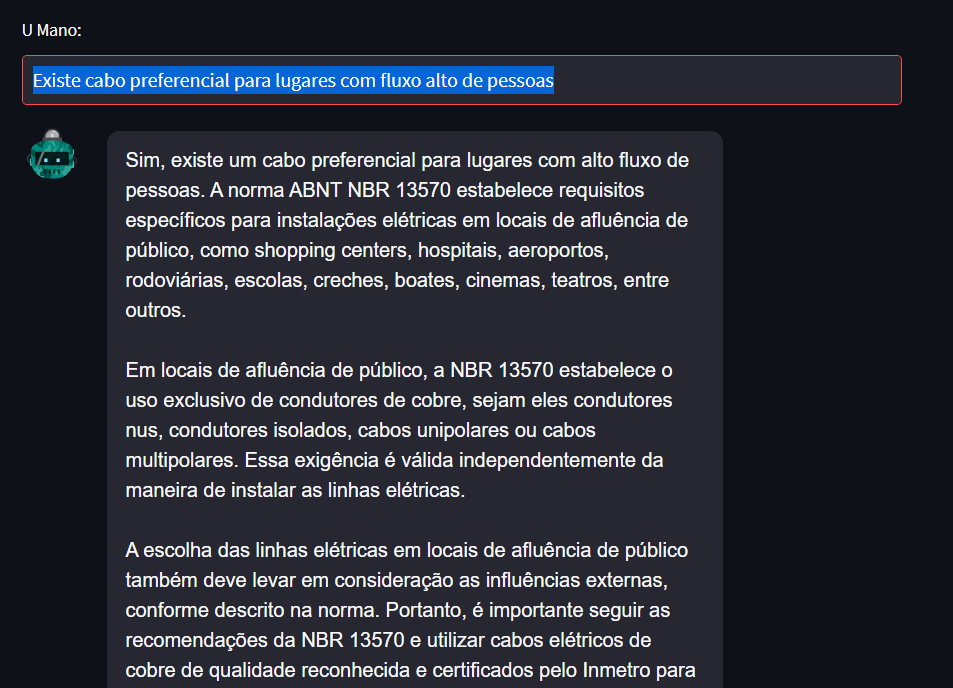 U Mano:
Existe cabo preferencial para lugares com fluxo alto de pessoas
Sim, existe um cabo preferencial para lugares com alto fluxo de
pessoas. A norma ABNT NBR 13570 estabelece requisitos
específicos para instalações elétricas em locais de afluência de
público, como shopping centers, hospitais, aeroportos,
rodoviárias, escolas, creches, boates, cinemas, teatros, entre
outros.
Em locais de afluência de público, a NBR 13570 estabelece o
uso exclusivo de condutores de cobre, sejam eles condutores
nus, condutores isolados, cabos unipolares ou cabos
multipolares. Essa exigência é válida independentemente da
maneira de instalar as linhas elétricas.
A escolha das linhas elétricas em locais de afluência de público
também deve levar em consideração as influências externas,
conforme descrito na norma. Portanto, é importante seguir as
recomendações da NBR 13570 e utilizar cabos elétricos de
cobre de qualidade reconhecida e certificados pelo Inmetro para